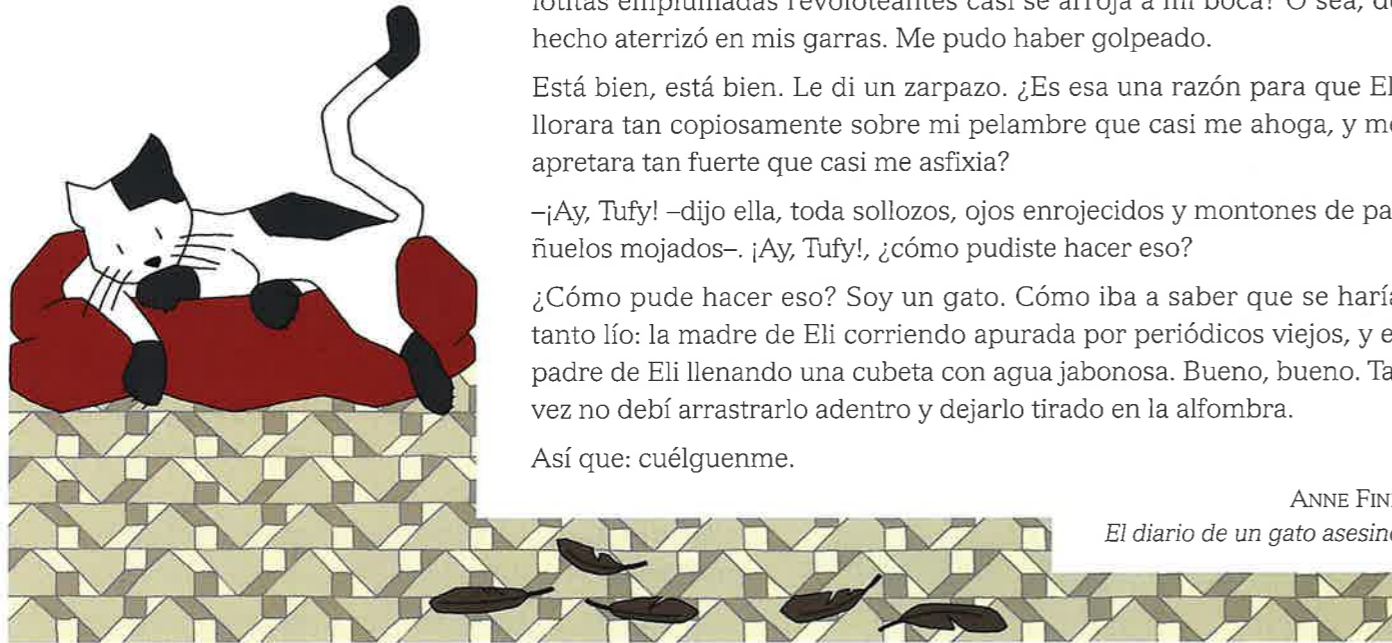 emplumadas revoloteantes casi se arroja a mi boca? O sea, de
hecho aterrizó en mis garras. Me pudo haber golpeado.
Está bien, está bien. Le di un zarpazo. ¿Es esa una razón para que
llorara tan copiosamente sobre mi pelambre que casi me ahoga, y me
apretara tan fuerte que casi me asfixia?
–¡Ay, Tufy! –dijo ella, toda sollozos, ojos enrojecidos y montones de pa
ñuelos mojados–. ¡Ay, Tufy!, ¿cómo pudiste hacer eso?
¿Cómo pude hacer eso? Soy un gato. Cómo iba a saber que se haría
tanto lío: la madre de Eli corriendo apurada por periódicos viejos, y
padre de Eli llenando una cubeta con agua jabonosa. Bueno, bueno.
vez no debí arrastrarlo adentro y dejarlo tirado en la alfombra.
Así que: cuélguenme.
ANNE
El diario de un gato